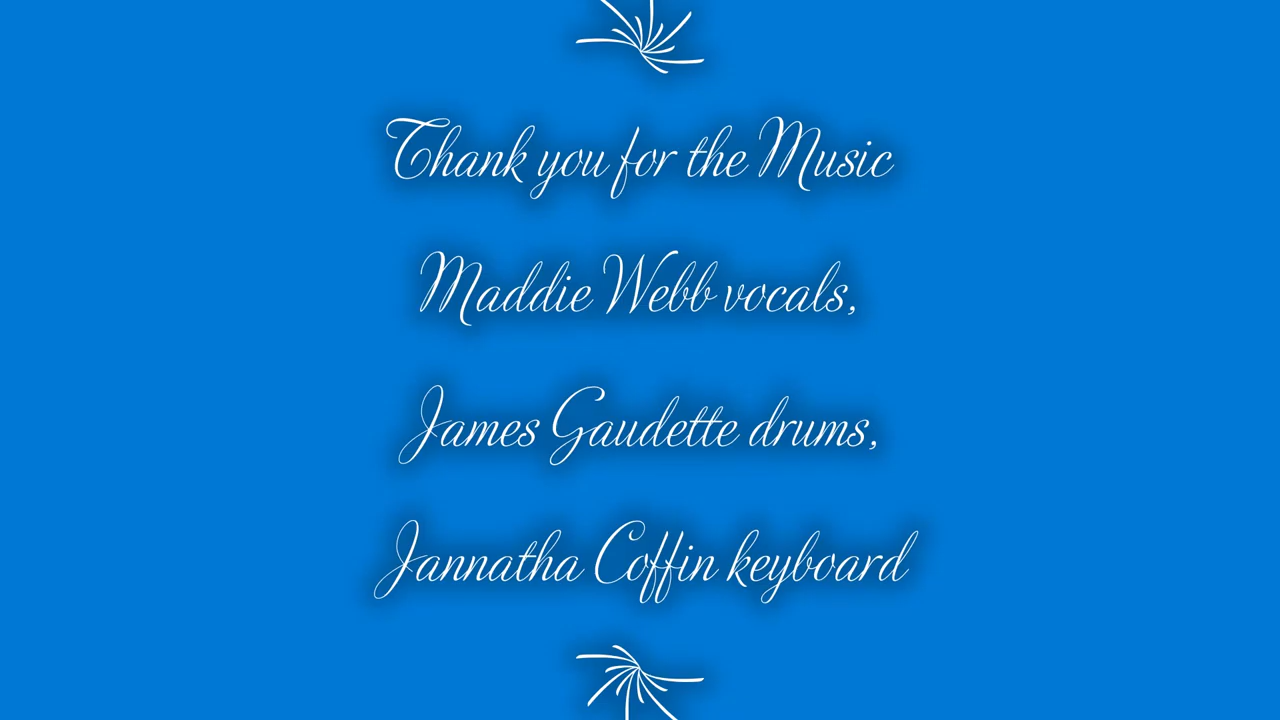 Thank you for the Music
Maddie Webb vocals,
James Gaudette drums,
Jannatha Coffin keyboard